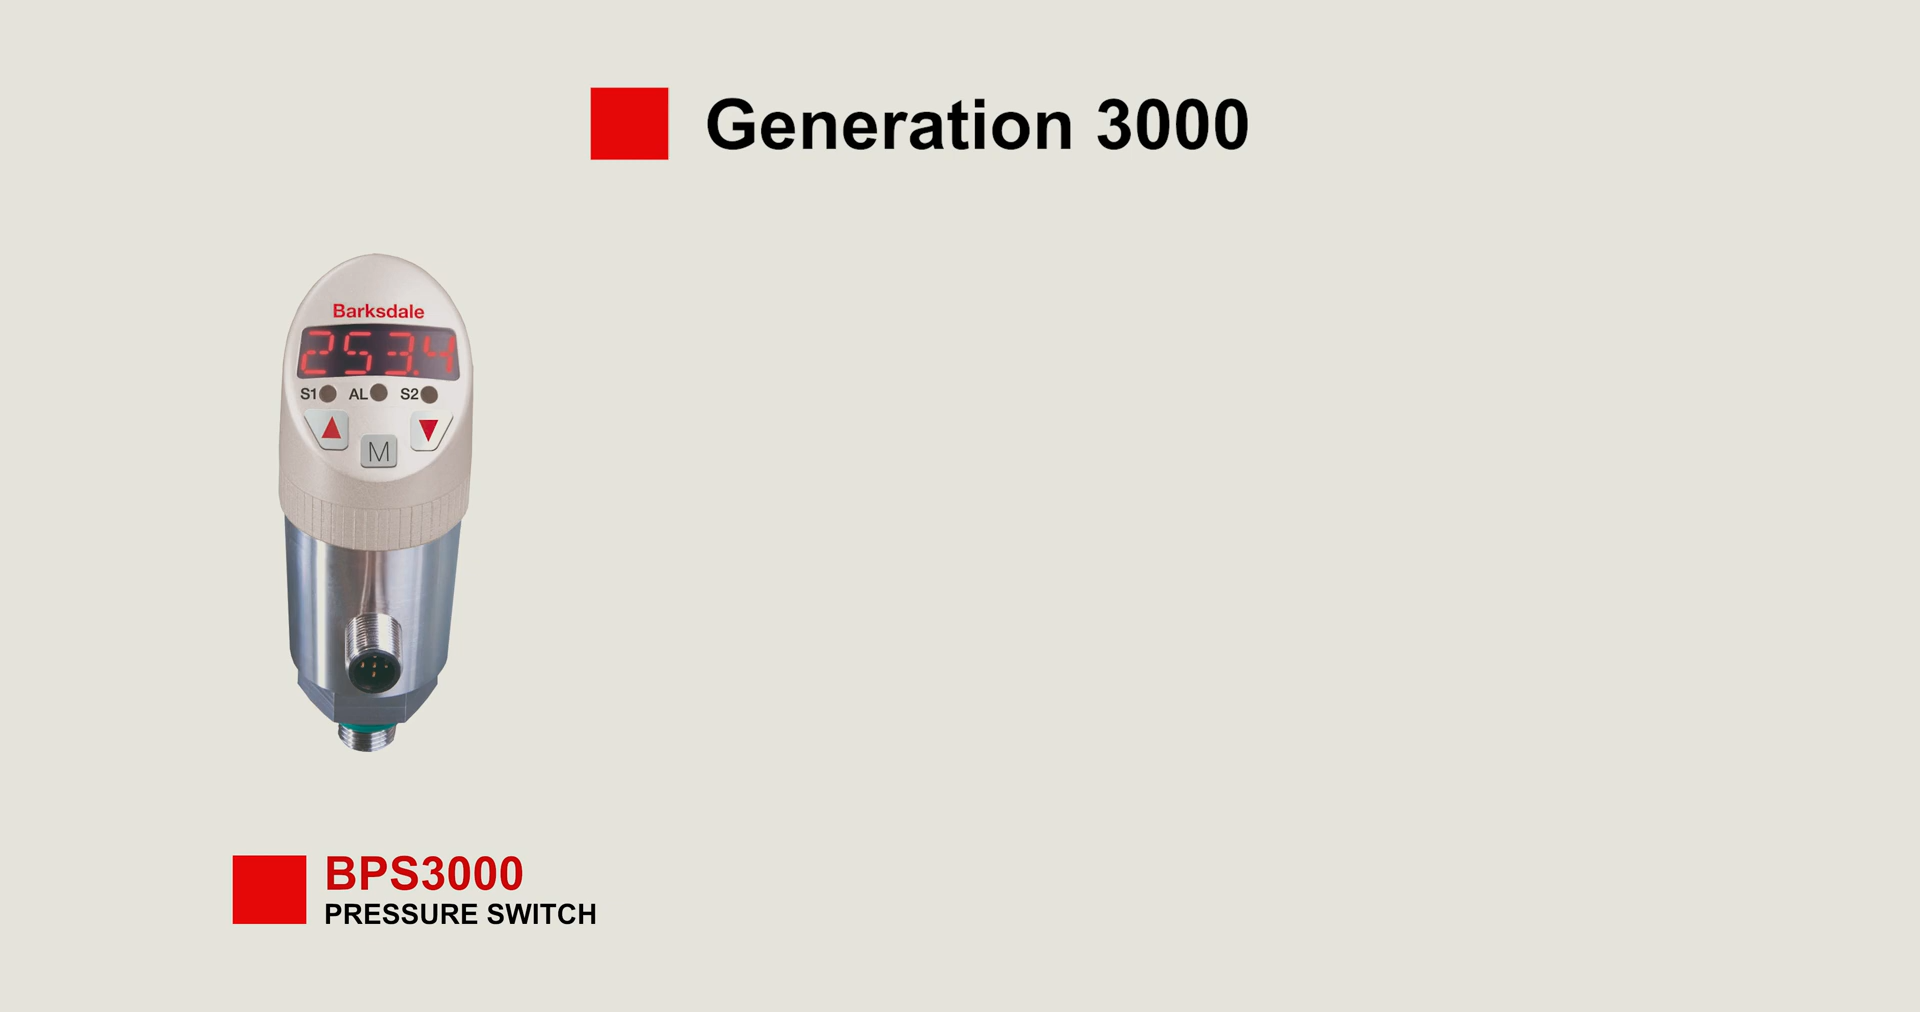 Generation 3000
Barksdale
253.4
S1 AL S2
M
BPS3000
PRESSURE SWITCH